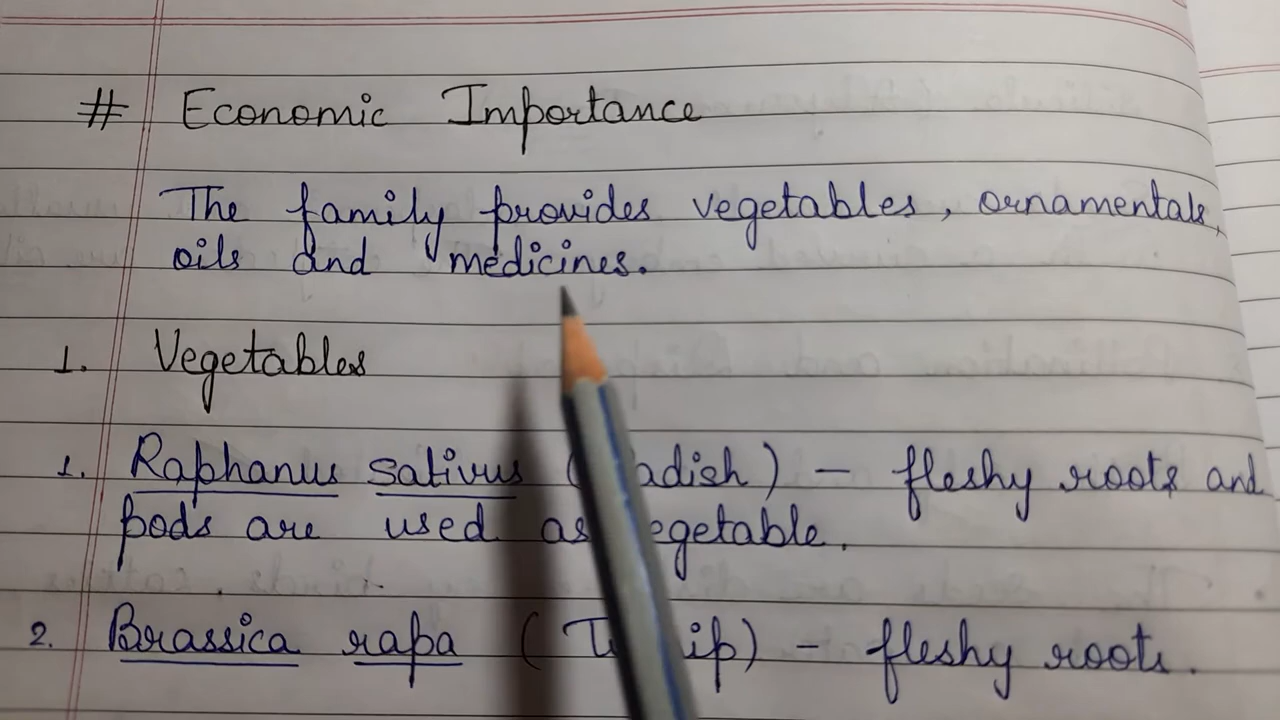 # Economic Importance
The family provides vegetables, ornamentals,
oils and medicines.
1. Vegetables
1. Raphanus sativus ( adish) - fleshy roots and
pods are used as egetable.
2. Brassica rapa ( T ip) - fleshy roots.